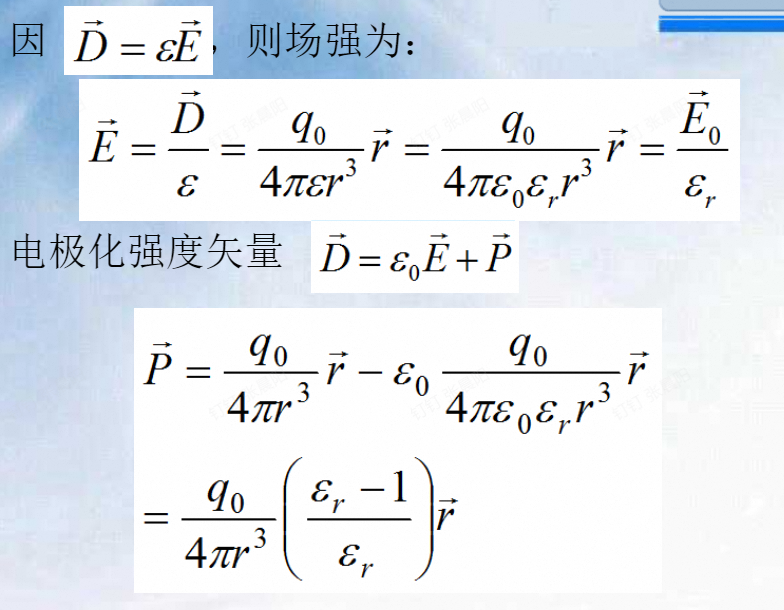 因 $\vec{D} = \varepsilon\vec{E}$，则场强为：
$\vec{E} = \frac{\vec{D}}{\varepsilon} = \frac{q_0}{4\pi\varepsilon r^3}\vec{r} = \frac{q_0}{4\pi\varepsilon_0\varepsilon_r r^3}\vec{r} = \frac{\vec{E}_0}{\varepsilon_r}$
电极化强度矢量 $\vec{D} = \varepsilon_0\vec{E} + \vec{P}$
$\vec{P} = \frac{q_0}{4\pi r^3}\vec{r} - \varepsilon_0\frac{q_0}{4\pi\varepsilon_0\varepsilon_r r^3}\vec{r}$
$= \frac{q_0}{4\pi r^3}\left(\frac{\varepsilon_r - 1}{\varepsilon_r}\right)\vec{r}$